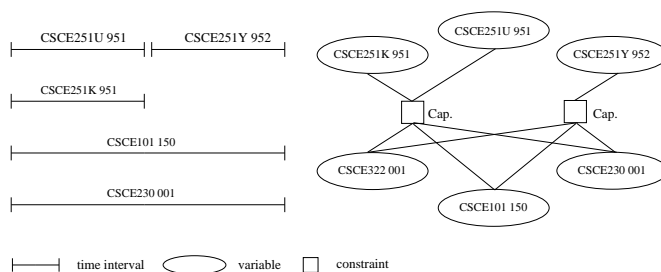 CSCE251U 951 CSCE251Y 952
CSCE251K 951
CSCE101 150
CSCE230 001
CSCE251K 951 CSCE251U 951 CSCE251Y 952
Cap. Cap.
CSCE322 001 CSCE101 150 CSCE230 001
time interval variable constraint